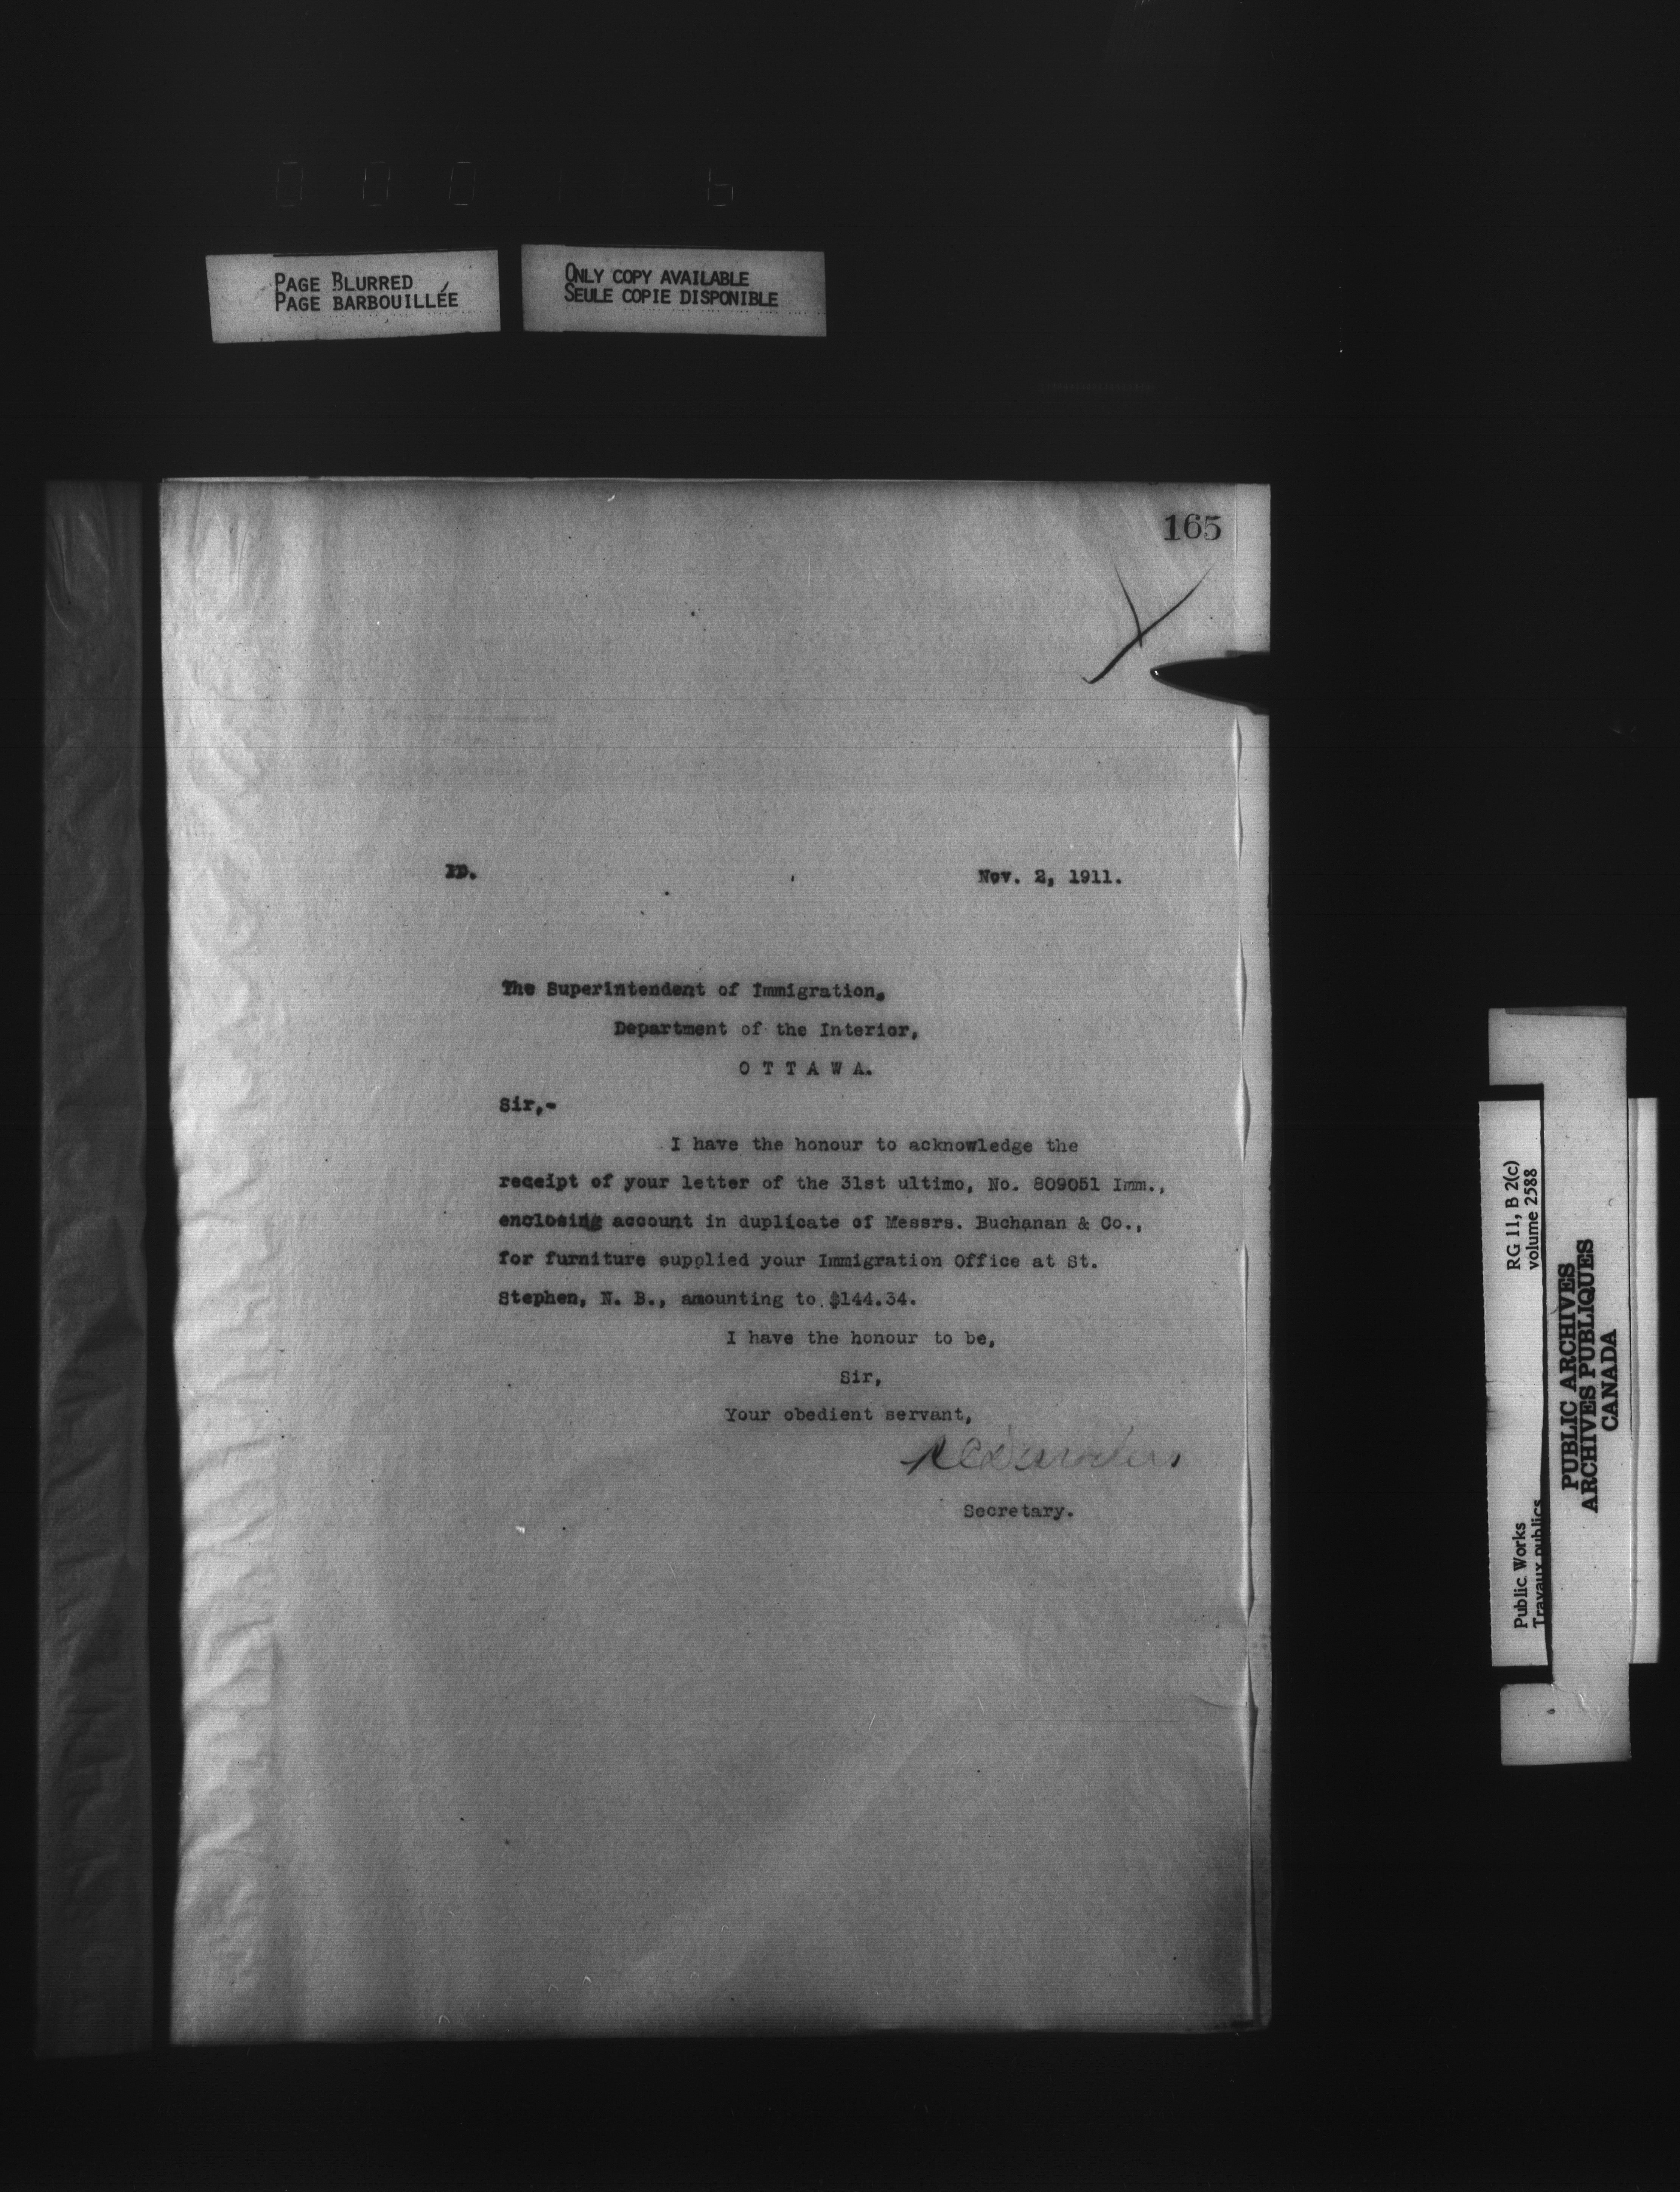 PAGE BLURRED
PAGE BARBOUILLÉE
ONLY COPY AVAILABLE
SEULE COPIE DISPONIBLE
165
Nov. 2, 1911.
The Superintendent of Immigration,
Department of the Interior,
O T T A W A.
Sir,-
I have the honour to acknowledge the
receipt of your letter of the 31st ultimo, No. 809051 Imm.,
enclosing account in duplicate of Messrs. Buchanan & Co.,
for furniture supplied your Immigration Office at St.
Stephen, N. B., amounting to $144.34.
I have the honour to be,
Sir,
Your obedient servant,
Secretary.
RG 11, B 2(c)
volume 2588
Public Works
Travaux publics
PUBLIC ARCHIVES
ARCHIVES PUBLIQUES
CANADA